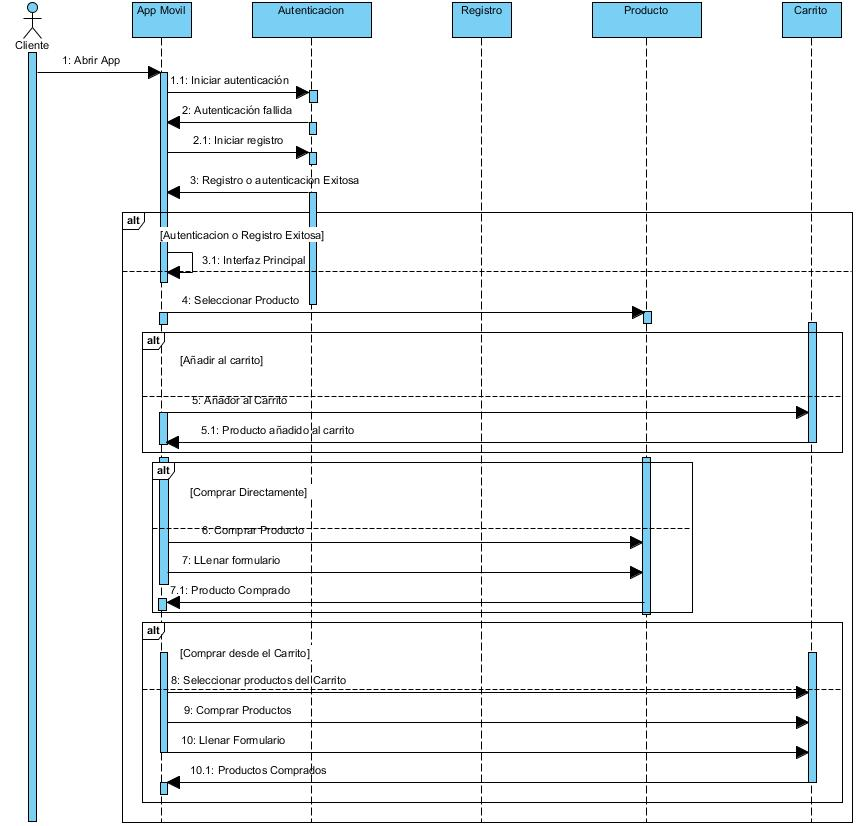 App Movil
Autenticacion
Registro
Producto
Carrito
Cliente
1: Abrir App
1.1: Iniciar autenticación
2: Autenticación fallida
2.1: Iniciar registro
3: Registro o autenticacion Exitosa
alt
[Autenticacion o Registro Exitosa]
3.1: Interfaz Principal
4: Seleccionar Producto
alt
[Añadir al carrito]
5: Añador al Carrito
5.1: Producto añadido al carrito
alt
[Comprar Directamente]
6: Comprar Producto
7: LLenar formulario
7.1: Producto Comprado
alt
[Comprar desde el Carrito]
8: Seleccionar productos del Carrito
9: Comprar Productos
10: Llenar Formulario
10.1: Productos Comprados